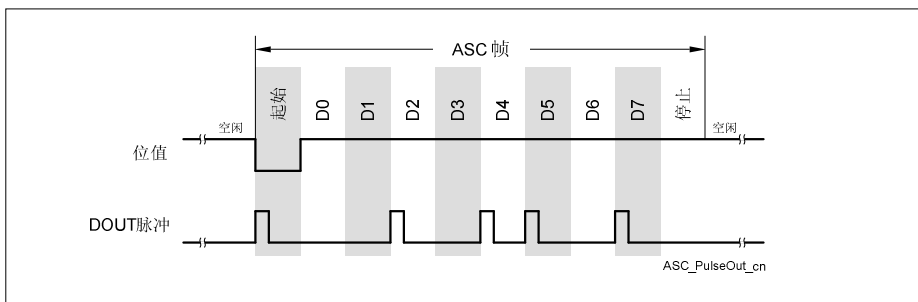 ASC 帧
起始
D0
D1
D2
D3
D4
D5
D6
D7
停止
空闲
空闲
位值
DOUT脉冲
ASC_PulseOut_cn